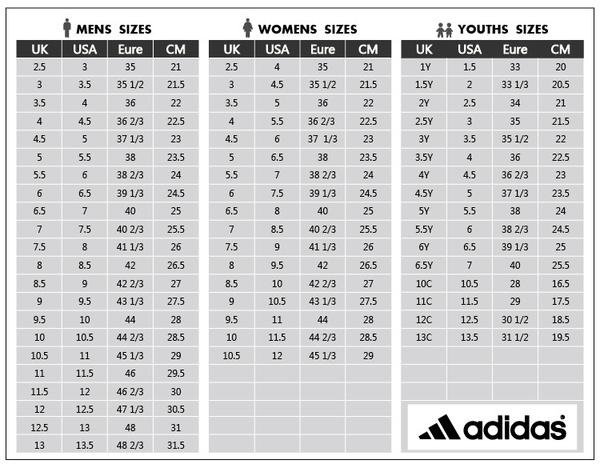 MENS SIZES
UK USA Eure CM
2.5 3 35 21
3 3.5 35 1/2 21.5
3.5 4 36 22
4 4.5 36 2/3 22.5
4.5 5 37 1/3 23
5 5.5 38 23.5
5.5 6 38 2/3 24
6 6.5 39 1/3 24.5
6.5 7 40 25
7 7.5 40 2/3 25.5
7.5 8 41 1/3 26
8 8.5 42 26.5
8.5 9 42 2/3 27
9 9.5 43 1/3 27.5
9.5 10 44 28
10 10.5 44 2/3 28.5
10.5 11 45 1/3 29
11 11.5 46 29.5
11.5 12 46 2/3 30
12 12.5 47 1/3 30.5
12.5 13 48 31
13 13.5 48 2/3 31.5
WOMENS SIZES
UK USA Eure CM
2.5 4 35 21
3 4.5 35 1/2 21.5
3.5 5 36 22
4 5.5 36 2/3 22.5
4.5 6 37 1/3 23
5 6.5 38 23.5
5.5 7 38 2/3 24
6 7.5 39 1/3 24.5
6.5 8 40 25
7 8.5 40 2/3 25.5
7.5 9 41 1/3 26
8 9.5 42 26.5
8.5 10 42 2/3 27
9 10.5 43 1/3 27.5
9.5 11 44 28
10 11.5 44 2/3 28.5
10.5 12 45 1/3 29
YOUTHS SIZES
UK USA Eure CM
1Y 1.5 33 20
1.5Y 2 33 1/3 20.5
2Y 2.5 34 21
2.5Y 3 35 21.5
3Y 3.5 35 1/2 22
3.5Y 4 36 22.5
4Y 4.5 36 2/3 23
4.5Y 5 37 1/3 23.5
5Y 5.5 38 24
5.5Y 6 38 2/3 24.5
6Y 6.5 39 1/3 25
6.5Y 7 40 25.5
10C 10.5 28 16.5
11C 11.5 29 17.5
12C 12.5 30 1/2 18.5
13C 13.5 31 1/2 19.5
adidas